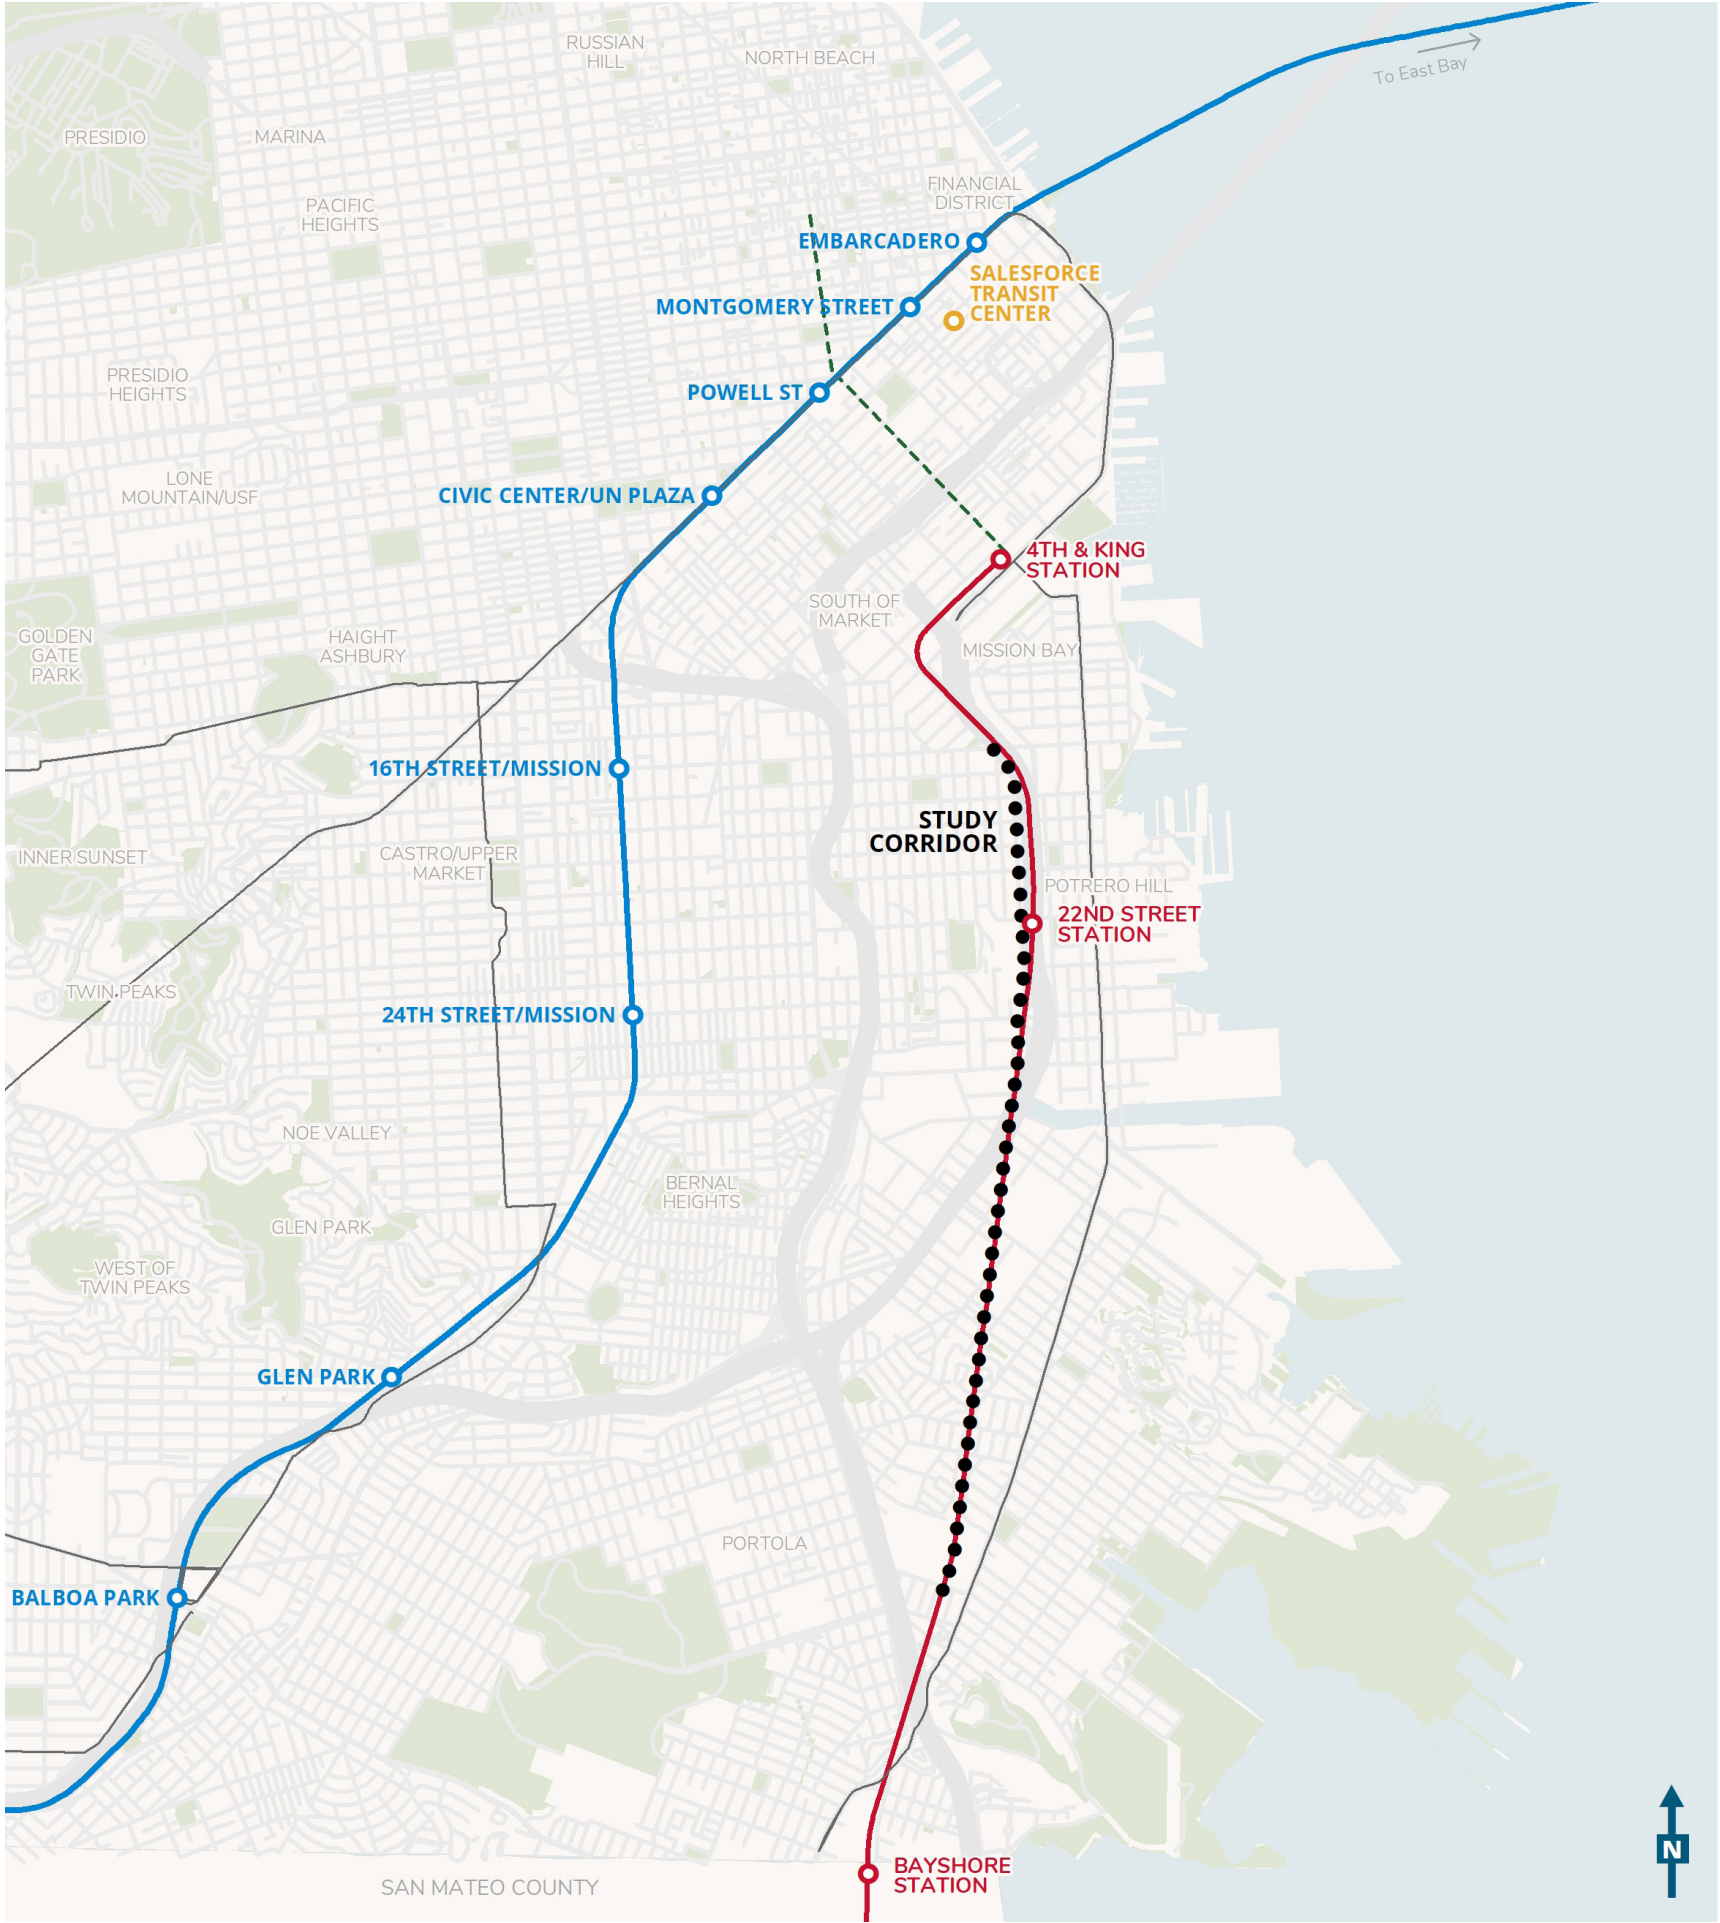 RUSSIAN
HILL
NORTH BEACH
To East Bay
PRESIDIO
MARINA
FINANCIAL
DISTRICT
PACIFIC
HEIGHTS
EMBARCADERO
SALESFORCE
TRANSIT
CENTER
MONTGOMERY STREET
PRESIDIO
HEIGHTS
POWELL ST
LONE
MOUNTAIN/USF
CIVIC CENTER/UN PLAZA
4TH & KING
STATION
SOUTH OF
MARKET
GOLDEN
GATE
PARK
HAIGHT
ASHBURY
MISSION BAY
16TH STREET/MISSION
STUDY
CORRIDOR
INNER SUNSET
CASTRO/UPPER
MARKET
POTRERO HILL
22ND STREET
STATION
TWIN PEAKS
24TH STREET/MISSION
NOE VALLEY
BERNAL
HEIGHTS
GLEN PARK
WEST OF
TWIN PEAKS
GLEN PARK
PORTOLA
BALBOA PARK
N
BAYSHORE
STATION
SAN MATEO COUNTY